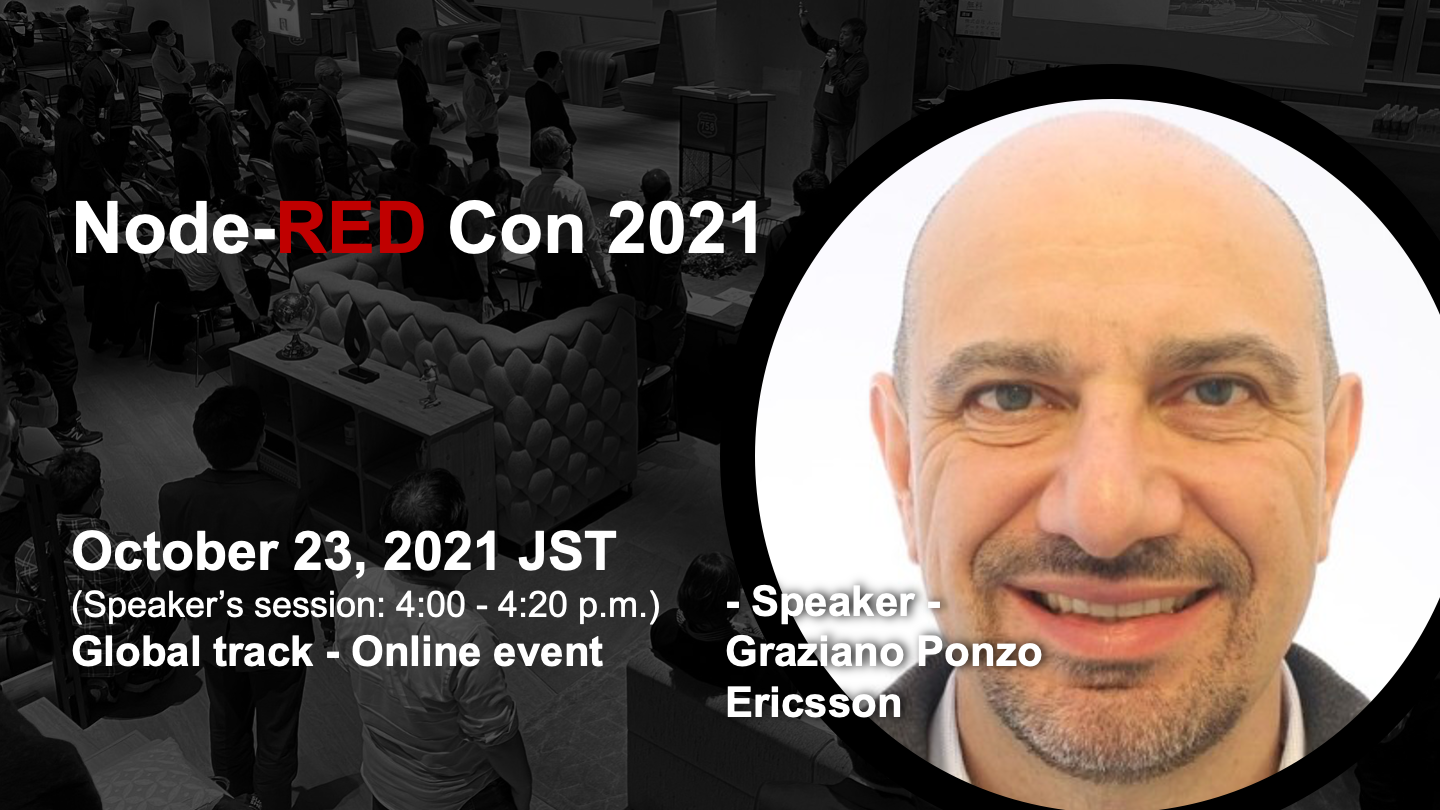 Node-RED Con 2021
October 23, 2021 JST
(Speaker’s session: 4:00 - 4:20 p.m.)
Global track - Online event
- Speaker -
Graziano Ponzo
Ericsson